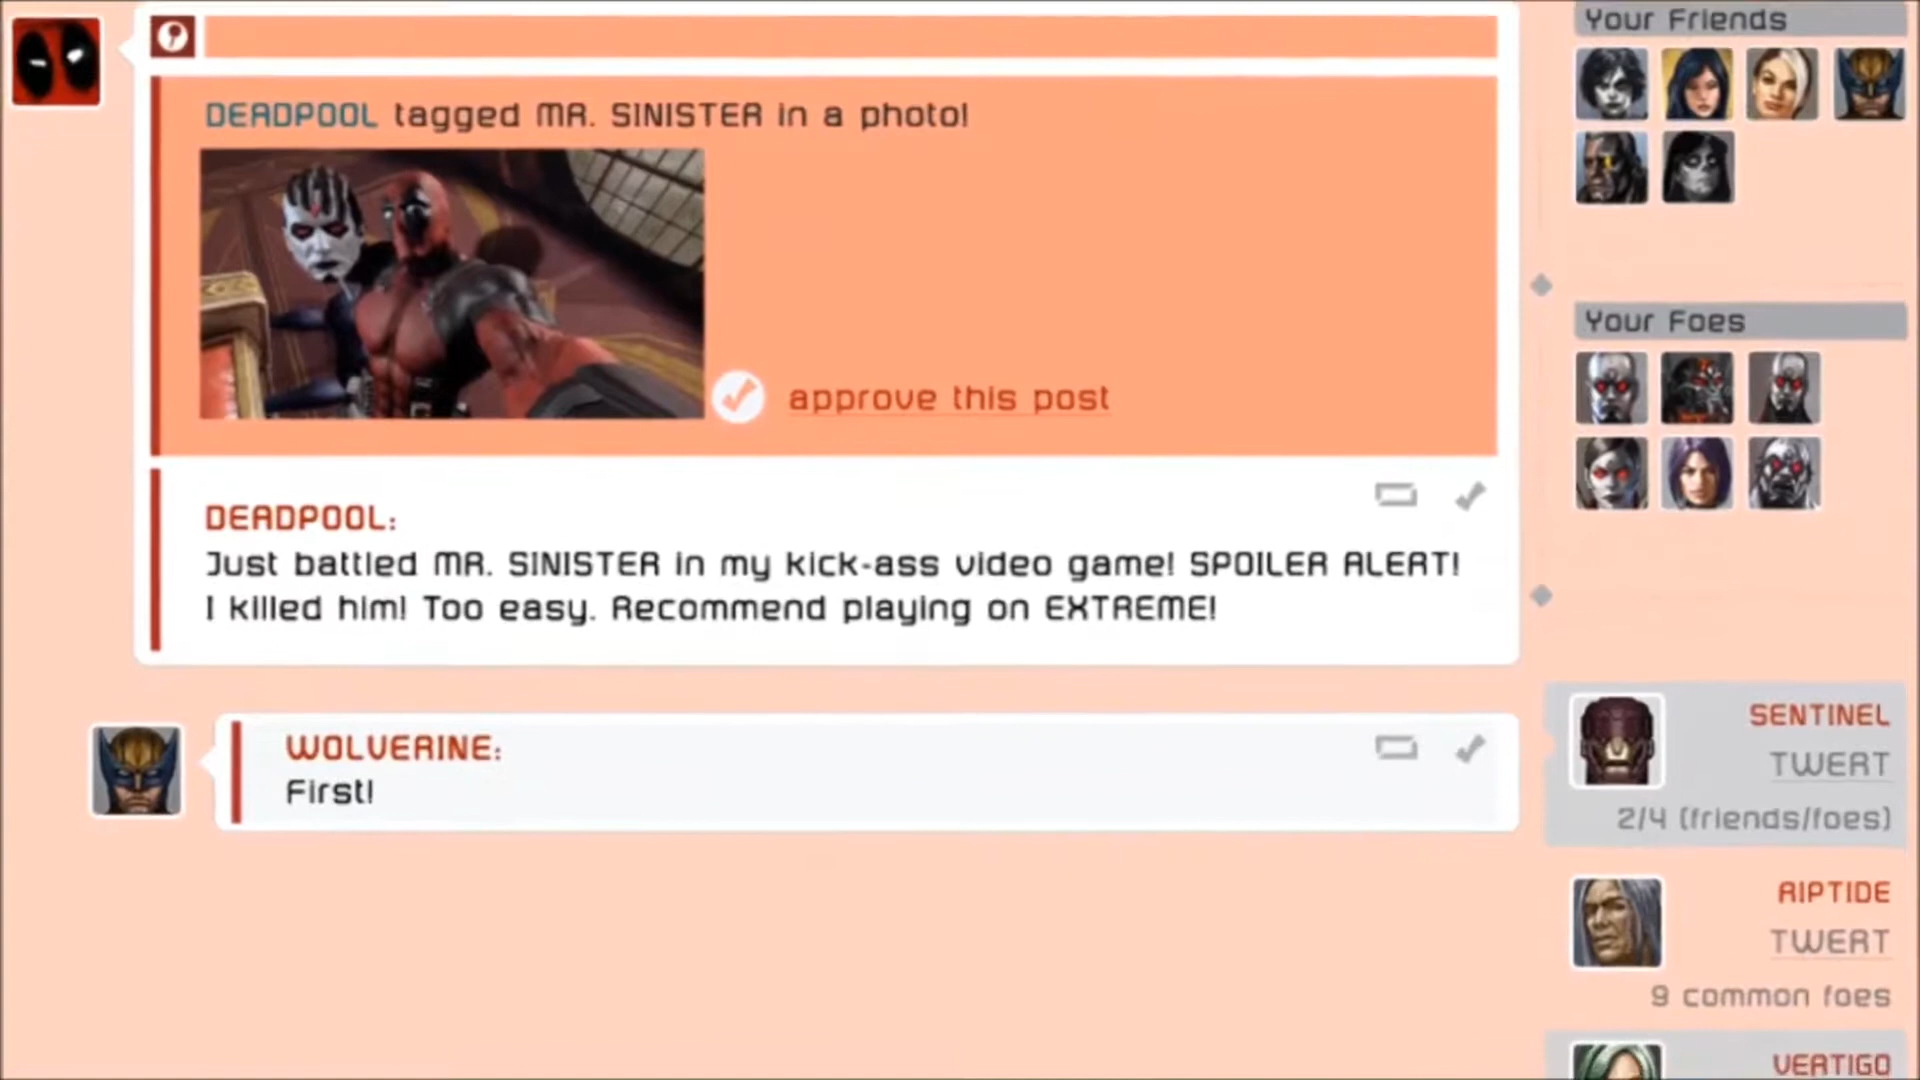 DEADPOOL tagged MR. SINISTER in a photo!
approve this post
DEADPOOL:
Just battled MR. SINISTER in my kick-ass video game! SPOILER ALERT!
I killed him! Too easy. Recommend playing on EXTREME!
WOLVERINE:
First!
Your Friends
Your Foes
SENTINEL
TWERT
2/4 (friends/foes)
RIPTIDE
TWERT
9 common foes
VERTIGO